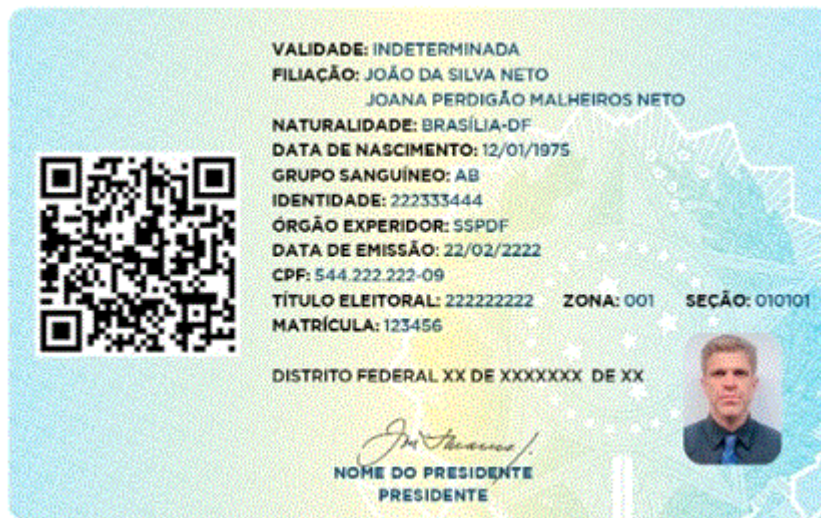 VALIDADE: INDETERMINADA
FILIAÇÃO: JOÃO DA SILVA NETO
JOANA PERDIGÃO MALHEIROS NETO
NATURALIDADE: BRASÍLIA-DF
DATA DE NASCIMENTO: 12/01/1975
GRUPO SANGUÍNEO: AB
IDENTIDADE: 222333444
ÓRGÃO EXPERIDOR: SSPDF
DATA DE EMISSÃO: 22/02/2222
CPF: 544.222.222-09
TÍTULO ELEITORAL: 222222222 ZONA: 001 SEÇÃO: 010101
MATRÍCULA: 123456
DISTRITO FEDERAL XX DE XXXXXXX DE XX
NOME DO PRESIDENTE
PRESIDENTE